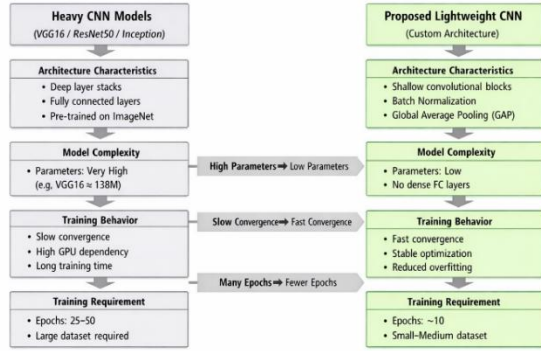 Heavy CNN Models
(VGG16 / ResNet50 / Inception)
Architecture Characteristics
• Deep layer stacks
• Fully connected layers
• Pre-trained on ImageNet
Model Complexity
• Parameters: Very High
(e.g, VGG16 ≈ 138M)
Training Behavior
• Slow convergence
• High GPU dependency
• Long training time
Training Requirement
• Epochs: 25–50
• Large dataset required
High Parameters ➡ Low Parameters
Slow Convergence ➡ Fast Convergence
Many Epochs ➡ Fewer Epochs
Proposed Lightweight CNN
(Custom Architecture)
Architecture Characteristics
• Shallow convolutional blocks
• Batch Normalization
• Global Average Pooling (GAP)
Model Complexity
• Parameters: Low
• No dense FC layers
Training Behavior
• Fast convergence
• Stable optimization
• Reduced overfitting
Training Requirement
• Epochs: ~10
• Small–Medium dataset